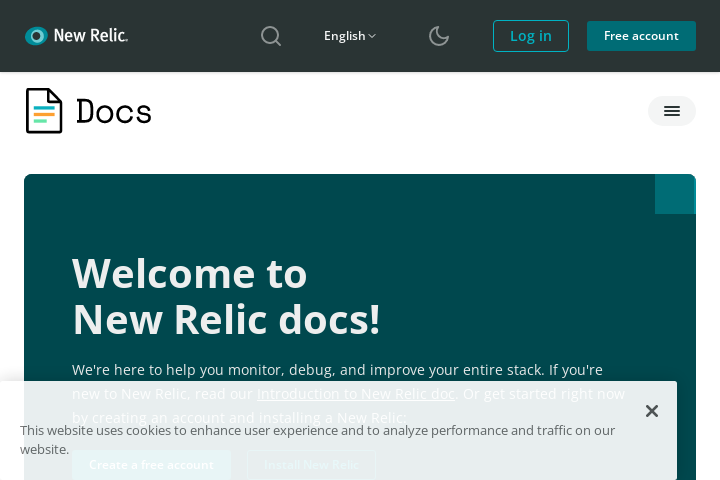 New Relic.
English
Log in
Free account
Docs
Welcome to
New Relic docs!
We're here to help you monitor, debug, and improve your entire stack. If you're
new to New Relic, read our Introduction to New Relic doc. Or get started right now
by creating an account and installing a New Relic:
This website uses cookies to enhance user experience and to analyze performance and traffic on our
website.
Create a free account
Install New Relic